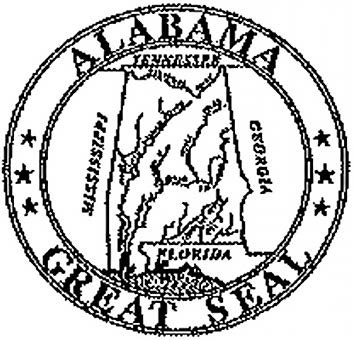 ALABAMA
TENNESSEE
MISSISSIPPI
GEORGIA
FLORIDA
GREAT SEAL